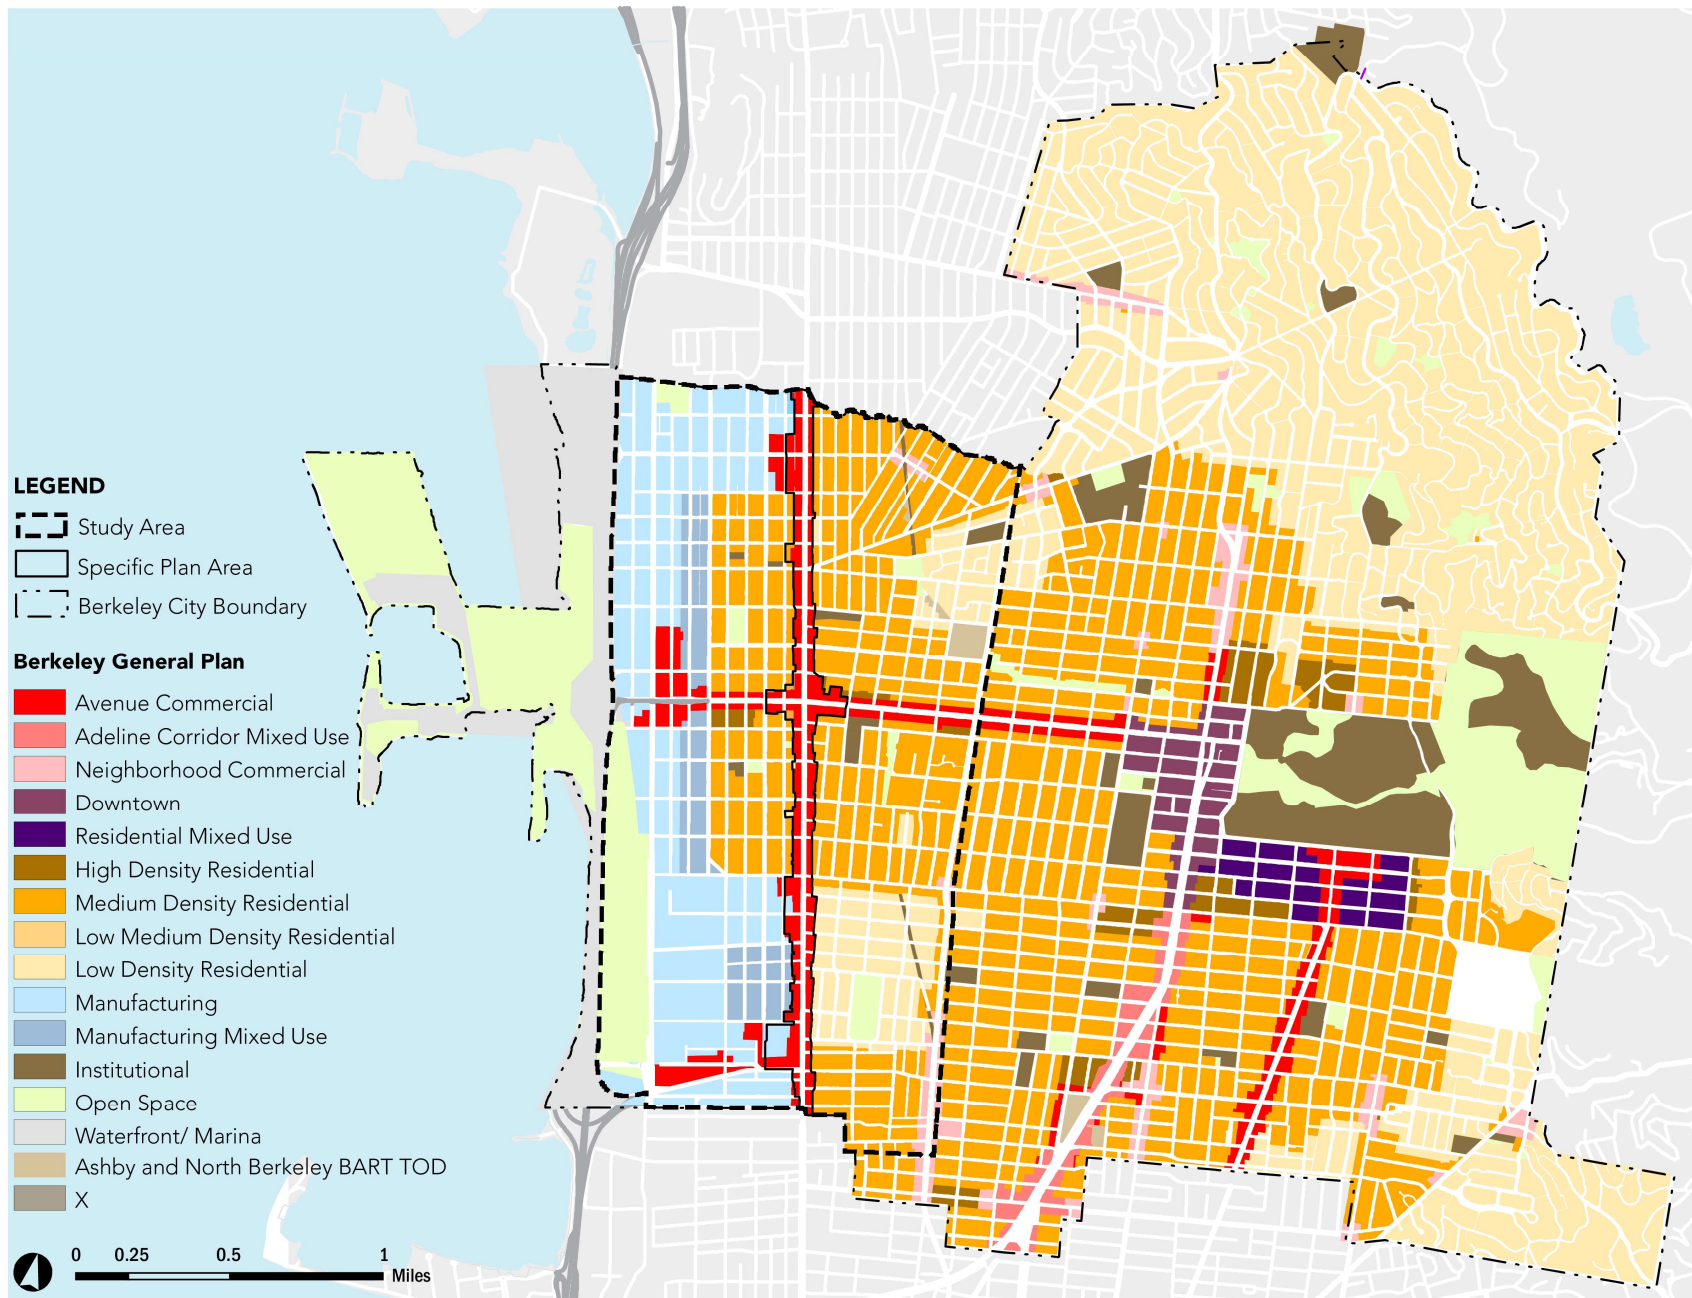 LEGEND
Study Area
Specific Plan Area
Berkeley City Boundary
Berkeley General Plan
Avenue Commercial
Adeline Corridor Mixed Use
Neighborhood Commercial
Downtown
Residential Mixed Use
High Density Residential
Medium Density Residential
Low Medium Density Residential
Low Density Residential
Manufacturing
Manufacturing Mixed Use
Institutional
Open Space
Waterfront/ Marina
Ashby and North Berkeley BART TOD
X
0 0.25 0.5 1
Miles